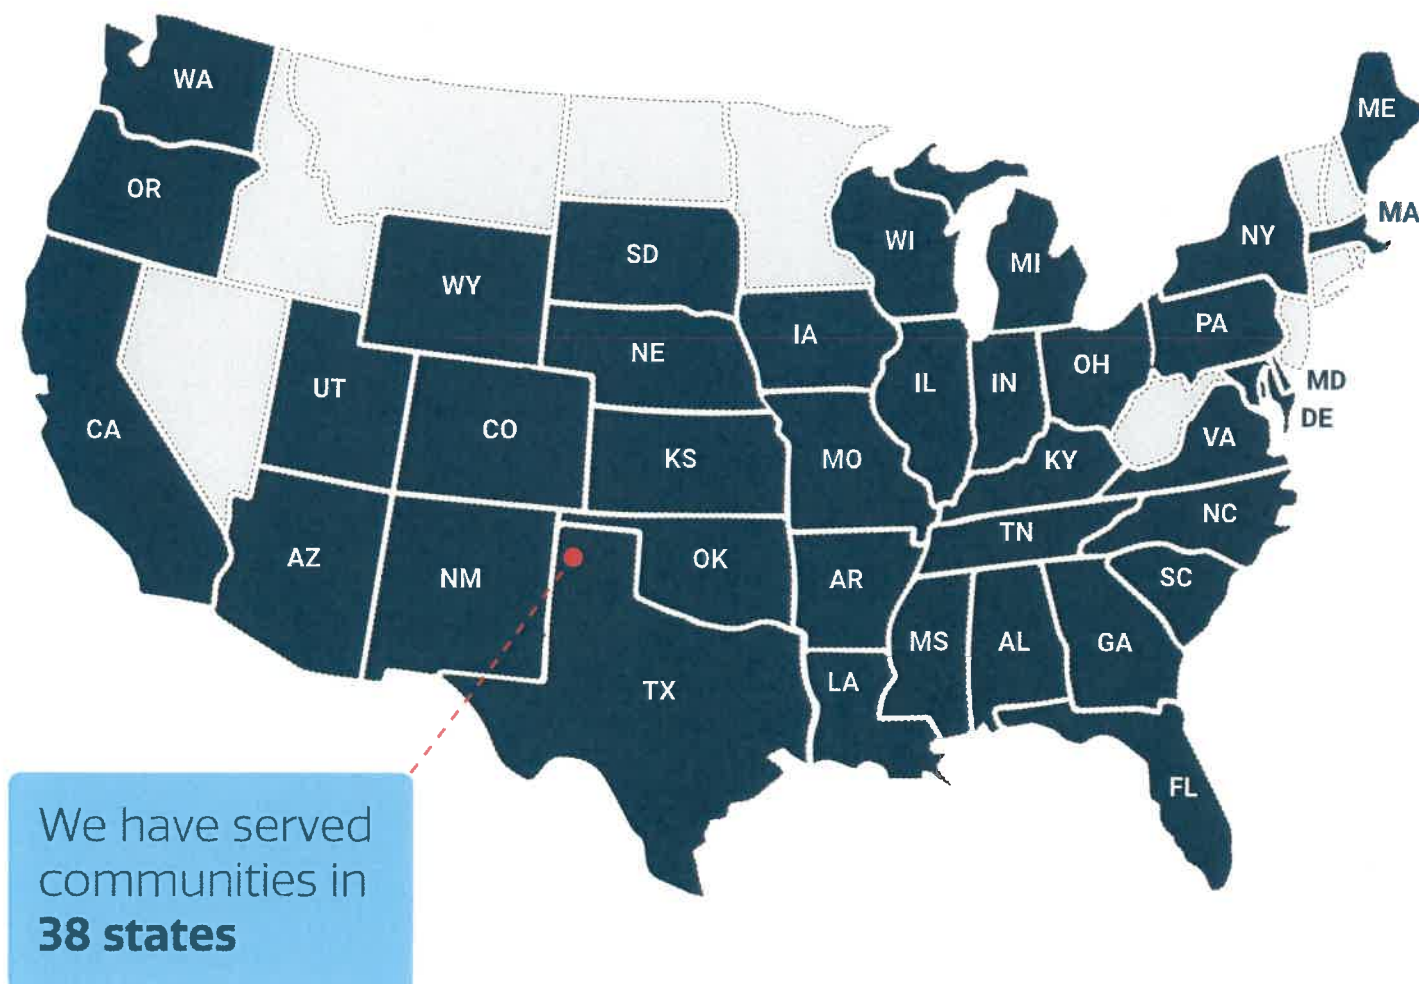 WA
ME
OR
MA
NY
WI
SD
MI
WY
PA
IA
NE
OH
UT
IL
IN
MD
CO
DE
CA
VA
KS
MO
KY
NC
TN
AZ
OK
NM
AR
SC
MS
AL
GA
LA
TX
FL
We have served
communities in
38 states